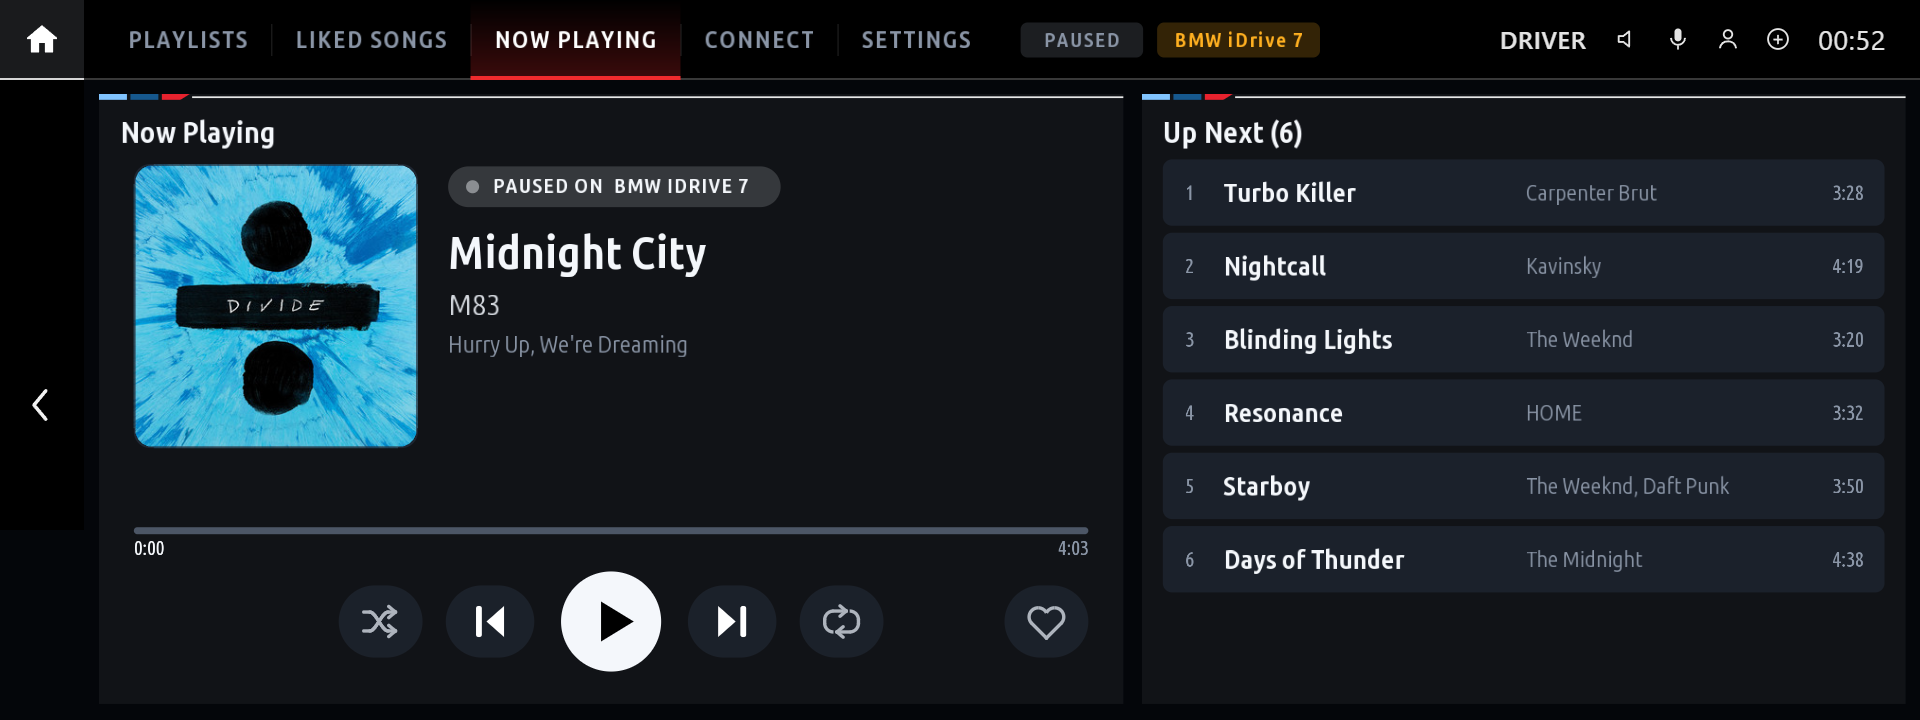 PLAYLISTS LIKED SONGS NOW PLAYING CONNECT SETTINGS PAUSED BMW iDrive 7 DRIVER 00:52
Now Playing
DIVIDE
PAUSED ON BMW IDRIVE 7
Midnight City
M83
Hurry Up, We're Dreaming
0:00 4:03
Up Next (6)
1 Turbo Killer Carpenter Brut 3:28
2 Nightcall Kavinsky 4:19
3 Blinding Lights The Weeknd 3:20
4 Resonance HOME 3:32
5 Starboy The Weeknd, Daft Punk 3:50
6 Days of Thunder The Midnight 4:38